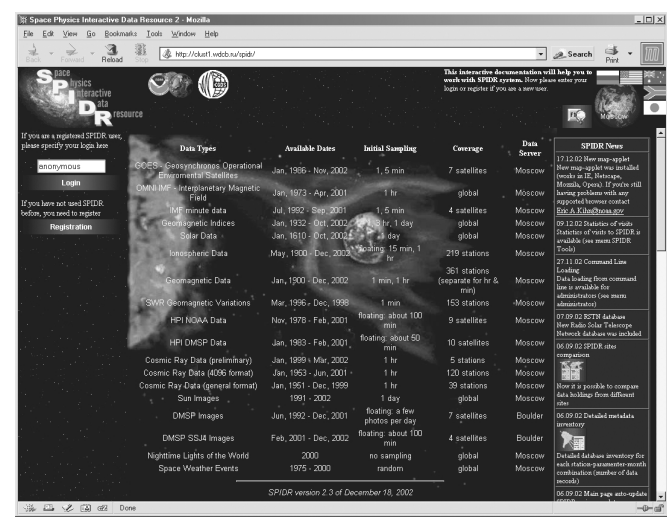 Space Physics Interactive Data Resource 2 - Mozilla
File Edit View Go Bookmarks Tools Window Help
Back Forward Reload Stop http://clust1.wdcb.ru/spidr/ Search Print
Space Physics Interactive Data Resource
This interactive documentation will help you to work with SPIDR system. Now please enter your login or register if you are a new user.
Moscow
If you are a registered SPIDR user, please specify your login here
anonymous
Login
If you have not used SPIDR before, you need to register
Registration
Data Types Available Dates Initial Sampling Coverage Data Server
GOES - Geosynchronos Operational Enviromental Satellites Jan, 1986 - Nov, 2002 1, 5 min 7 satellites Moscow
OMNI IMF - Interplanetary Magnetic Field Jan, 1973 - Apr, 2001 1 hr global Moscow
IMF minute data Jul, 1992 - Sep, 2001 1, 5 min 4 satellites Moscow
Geomagnetic Indices Jan, 1932 - Oct, 2002 3 hr, 1 day global Moscow
Solar Data Jan, 1610 - Oct, 2002 1 day global Moscow
Ionospheric Data May, 1900 - Dec, 2002 floating: 15 min, 1 hr 219 stations Moscow
Geomagnetic Data Jan, 1900 - Dec, 2002 1 min, 1 hr 361 stations (separate for hr & min) Moscow
SWR Geomagnetic Variations Mar, 1996 - Dec, 1998 1 min 153 stations Moscow
HPI NOAA Data Nov, 1978 - Feb, 2001 floating: about 100 min 9 satellites Moscow
HPI DMSP Data Jan, 1983 - Feb, 2001 floating: about 50 min 10 satellites Moscow
Cosmic Ray Data (preliminary) Jan, 1999 - Mar, 2002 1 hr 5 stations Moscow
Cosmic Ray Data (4096 format) Jan, 1953 - Jun, 2001 1 hr 120 stations Moscow
Cosmic Ray Data (general format) Jan, 1951 - Dec, 1999 1 hr 39 stations Moscow
Sun Images 1991 - 2002 1 day global Moscow
DMSP Images Jun, 1992 - Dec, 2001 floating: a few photos per day 7 satellites Boulder
DMSP SSJ4 Images Feb, 2001 - Dec, 2002 floating: about 100 min 4 satellites Boulder
Nighttime Lights of the World 2000 no sampling global Moscow
Space Weather Events 1975 - 2000 random global Moscow
SPIDR version 2.3 of December 18, 2002
SPIDR News
17.12.02 New map-applet
New map-applet was installed
(works in IE, Netscape,
Mozzila, Opera). If you're still
having problems with any
supported browser contact
Eric.A.Kihn@noaa.gov
09.12.02 Statistics of visits
Statistics of visits to SPIDR is
available (see menu SPIDR
Tools)
27.11.02 Command Line
Loading
Data loading from command
line is available for
administrators (see menu
administrator)
07.09.02 RSTN database
New Radio Solar Telescope
Network database was included
06.09.02 SPIDR sites
comparison
Now it is possible to compare
data holdings from different
sites
06.09.02 Detailed metadata
inventory
Detailed database inventory for
each station-paramenter-month
combination (number of data
records)
06.09.02 Main page auto-update
Done